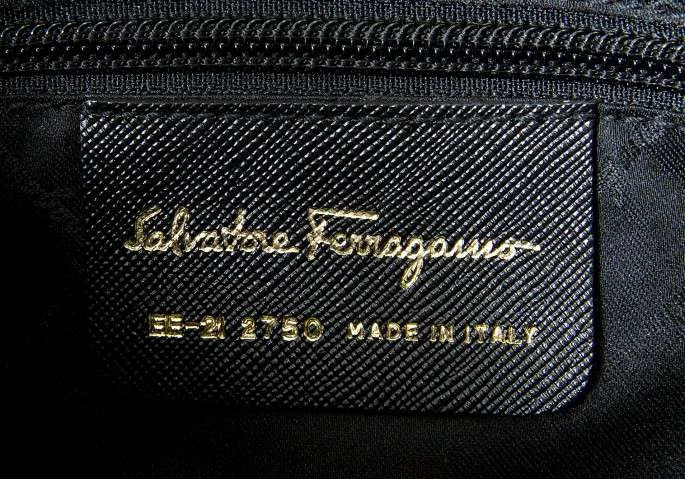 Salvatore Ferragamo
EE-21 2750 MADE IN ITALY